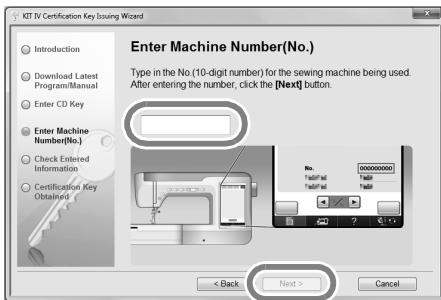 KIT IV Certification Key Issuing Wizard
Introduction
Download Latest
Program/Manual
Enter CD Key
Enter Machine
Number(No.)
Check Entered
Information
Certification Key
Obtained
Enter Machine Number(No.)
Type in the No.(10-digit number) for the sewing machine being used.
After entering the number, click the [Next] button.
No.
000000000
?
< Back
Next >
Cancel